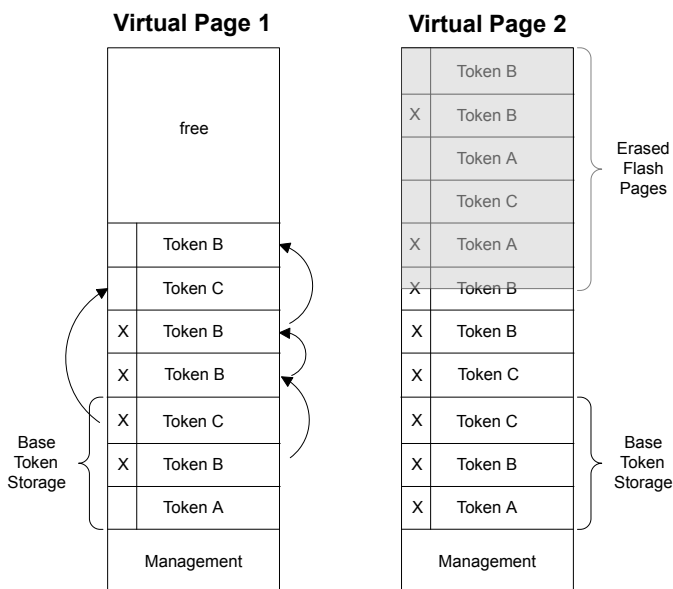 Virtual Page 1
free
Token B
Token C
X Token B
X Token B
X Token C
X Token B
Token A
Management
Base
Token
Storage
Virtual Page 2
Token B
X Token B
Token A
Token C
X Token A
X Token B
X Token B
X Token C
X Token C
X Token B
X Token A
Erased
Flash
Pages
Base
Token
Storage
Management